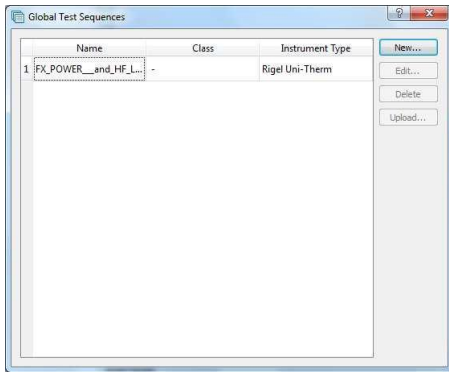 Global Test Sequences
Name Class Instrument Type
1 FX_POWER__and_HF_L... - Rigel Uni-Therm
New...
Edit...
Delete
Upload...